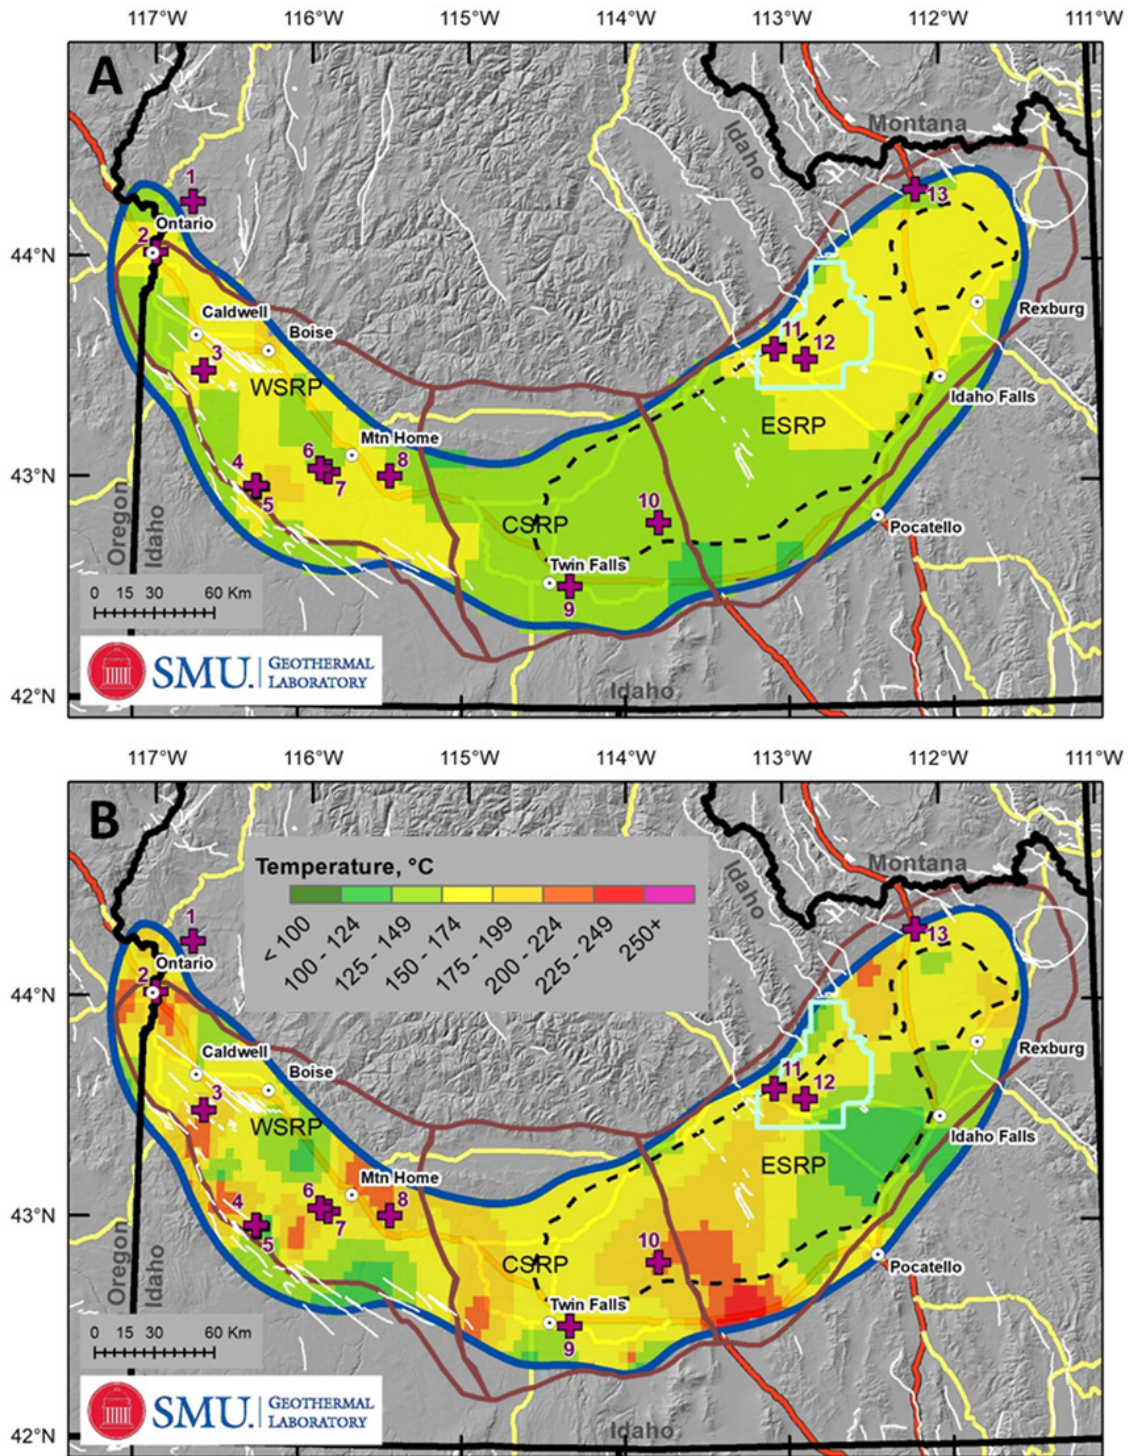 117°W 116°W 115°W 114°W 113°W 112°W 111°W
A
Montana
Idaho
1
13
Ontario
44°N
2
Caldwell
Boise
Rexburg
11
12
3
WSRP
Idaho Falls
ESRP
Mtn Home
43°N
4
5
6
7
8
10
CSRP
Pocatello
Oregon
Idaho
Twin Falls
9
0 15 30 60 Km
SMU. GEOTHERMAL
LABORATORY
42°N
Idaho
117°W 116°W 115°W 114°W 113°W 112°W 111°W
B
Temperature, °C
< 100
100 - 124
125 - 149
150 - 174
175 - 199
200 - 224
225 - 249
250+
Montana
Idaho
1
13
Ontario
44°N
2
Caldwell
Boise
Rexburg
11
12
3
WSRP
Idaho Falls
ESRP
Mtn Home
43°N
4
5
6
7
8
10
CSRP
Pocatello
Oregon
Idaho
Twin Falls
9
0 15 30 60 Km
SMU. GEOTHERMAL
LABORATORY
42°N
Idaho